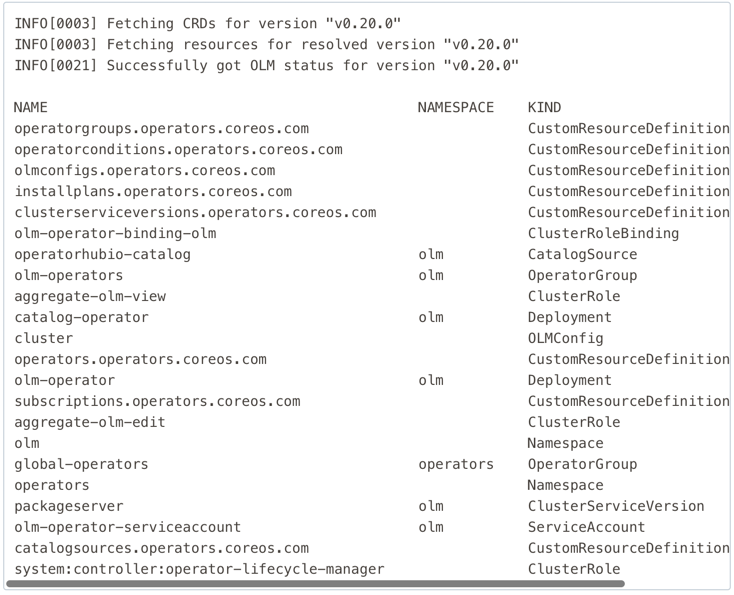 INFO[0003] Fetching CRDs for version "v0.20.0"
INFO[0003] Fetching resources for resolved version "v0.20.0"
INFO[0021] Successfully got OLM status for version "v0.20.0"
NAME NAMESPACE KIND
operatorgroups.operators.coreos.com CustomResourceDefinition
operatorconditions.operators.coreos.com CustomResourceDefinition
olmconfigs.operators.coreos.com CustomResourceDefinition
installplans.operators.coreos.com CustomResourceDefinition
clusterserviceversions.operators.coreos.com CustomResourceDefinition
olm-operator-binding-olm ClusterRoleBinding
operatorhubio-catalog olm CatalogSource
olm-operators olm OperatorGroup
aggregate-olm-view ClusterRole
catalog-operator olm Deployment
cluster OLMConfig
operators.operators.coreos.com CustomResourceDefinition
olm-operator olm Deployment
subscriptions.operators.coreos.com CustomResourceDefinition
aggregate-olm-edit ClusterRole
olm Namespace
global-operators operators OperatorGroup
operators Namespace
packageserver olm ClusterServiceVersion
olm-operator-serviceaccount olm ServiceAccount
catalogsources.operators.coreos.com CustomResourceDefinition
system:controller:operator-lifecycle-manager ClusterRole